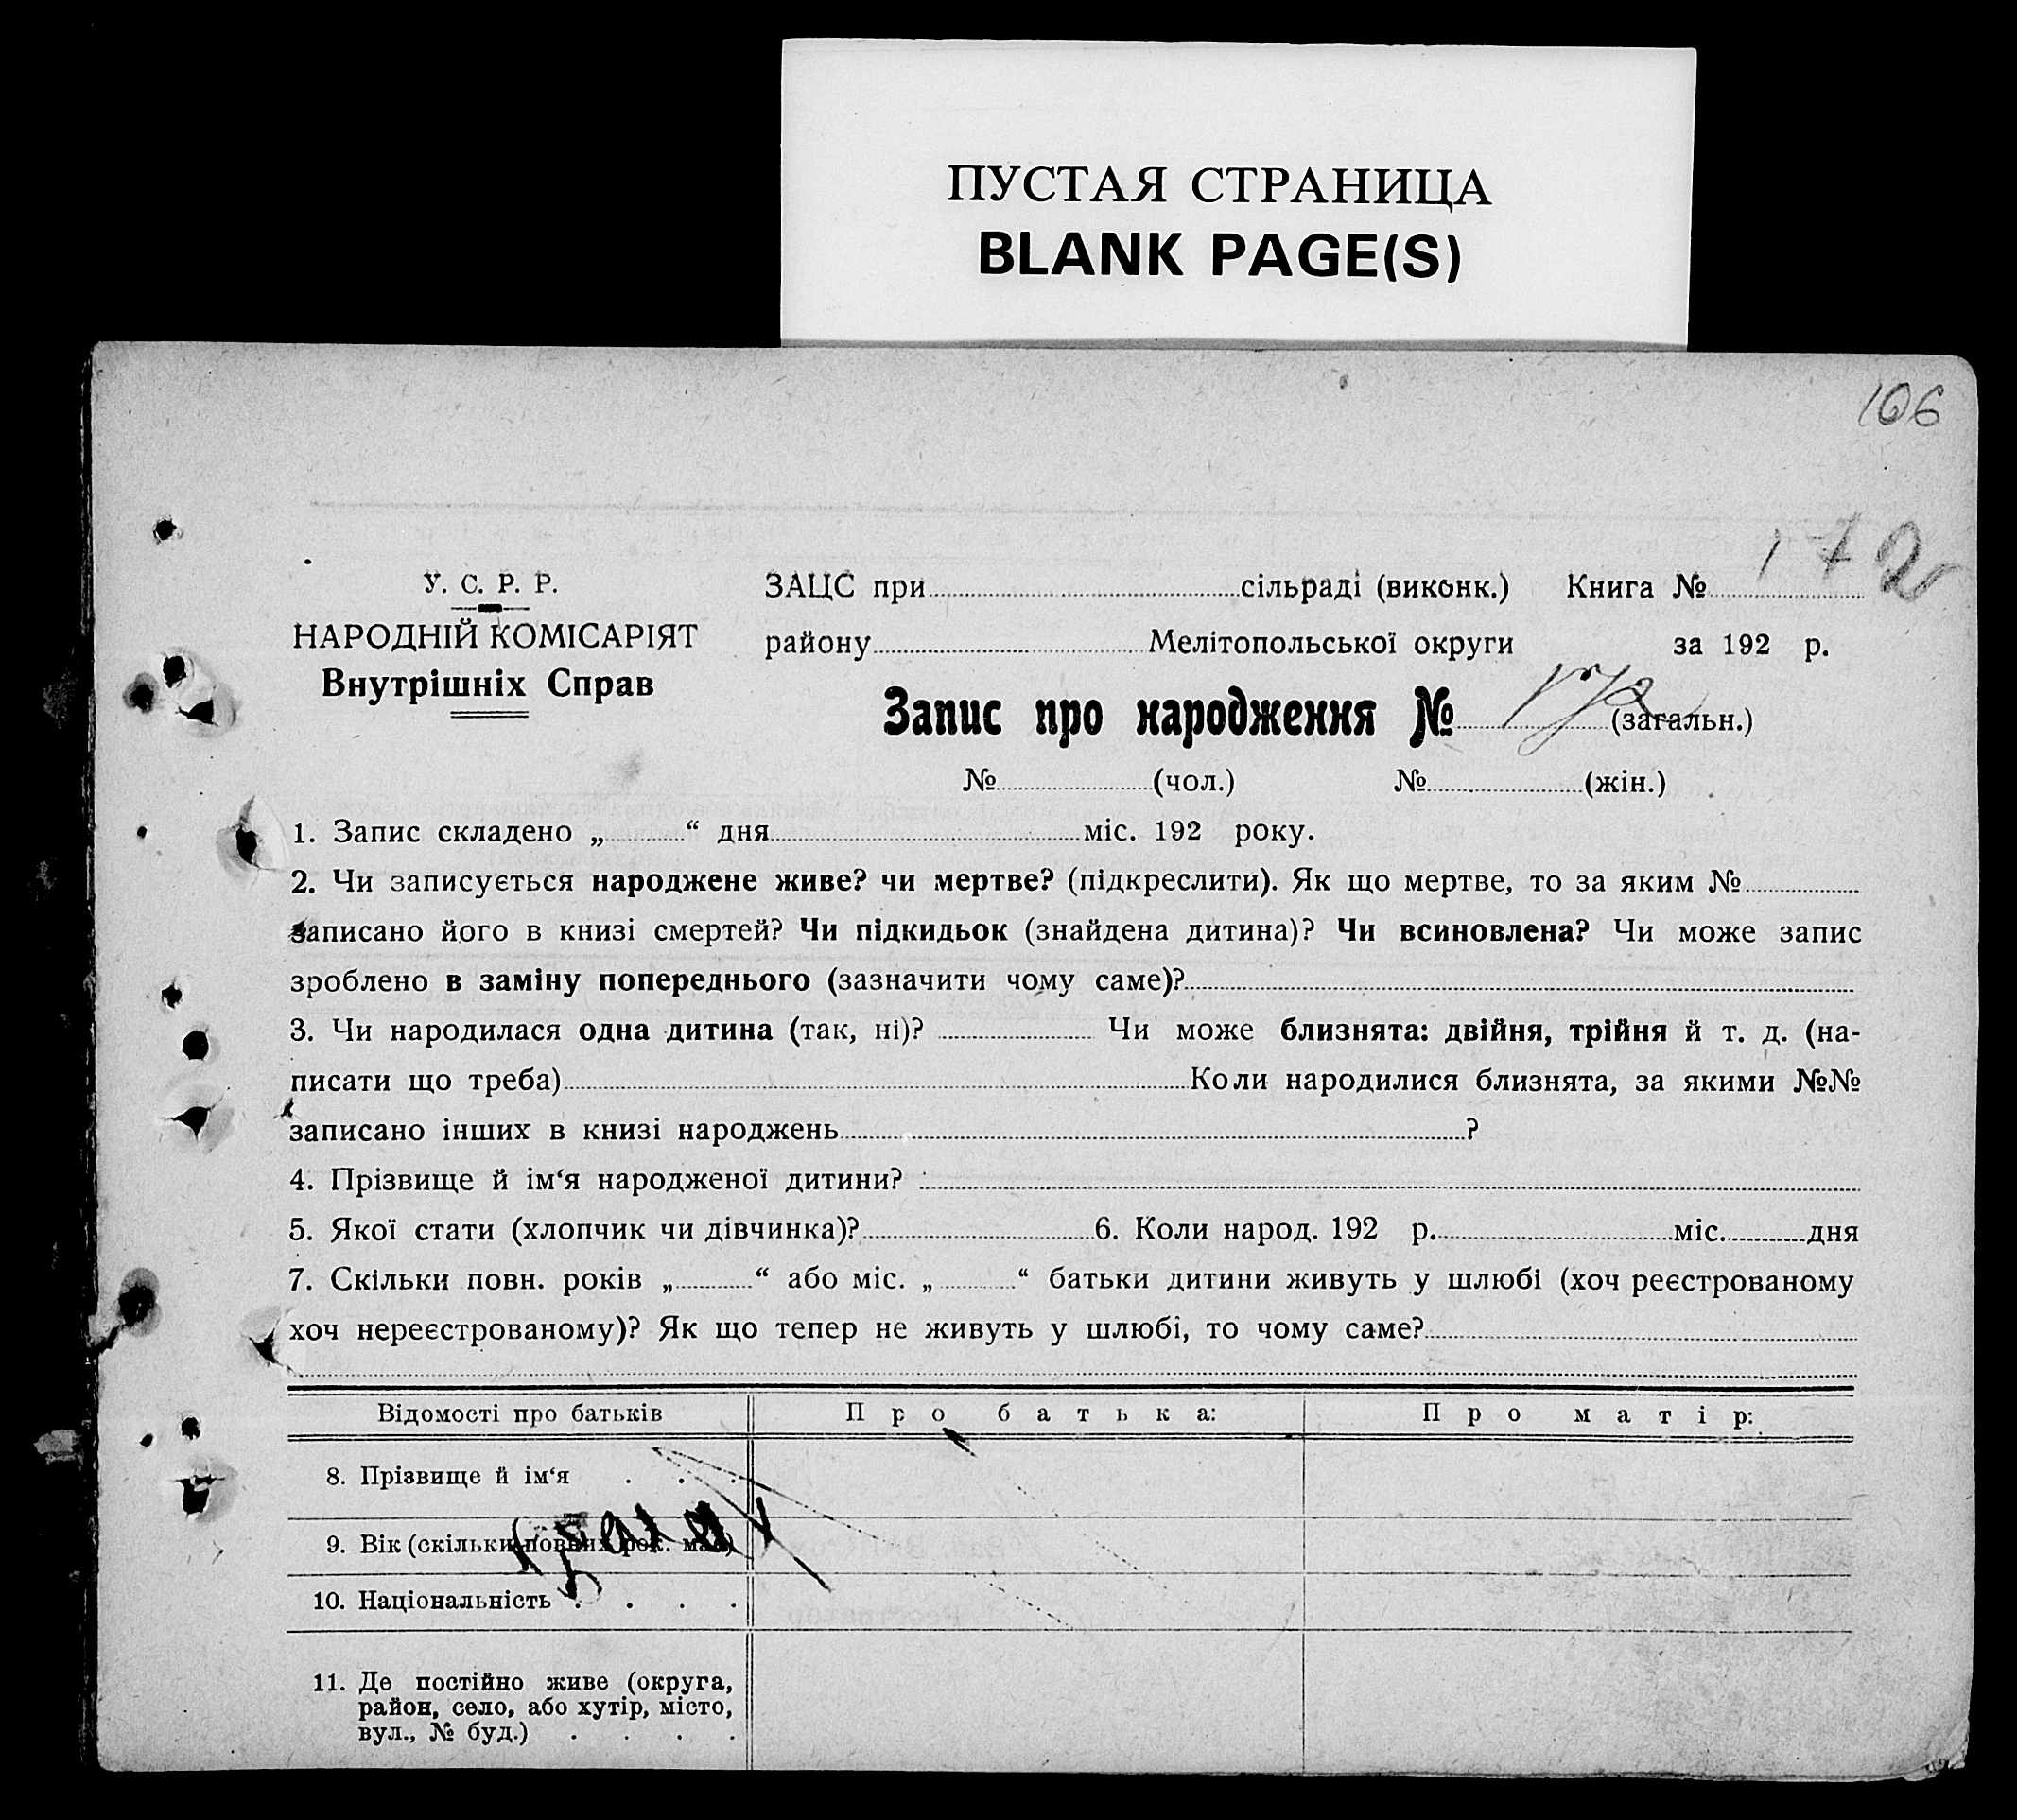 ПУСТАЯ СТРАНИЦА
BLANK PAGE(S)
106
172
У. С. Р. Р.
НАРОДНІЙ КОМІСАРІЯТ
Внутрішніх Справ
ЗАЦС при сільраді (виконк.) Книга №
району Мелітопольської округи за 192 р.
Запис про народження № (загальн.)
№ (чол.) № (жін.)
1. Запис складено „ “ дня міс. 192 року.
2. Чи записується народжене живе? чи мертве? (підкреслити). Як що мертве, то за яким №
записано його в книзі смертей? Чи підкидьок (знайдена дитина)? Чи всиновлена? Чи може запис
зроблено в заміну попереднього (зазначити чому саме)?
3. Чи народилася одна дитина (так, ні)? Чи може близнята: двійня, трійня й т. д. (на-
писати що треба) Коли народилися близнята, за якими №№
записано інших в книзі народжень ?
4. Прізвище й ім‘я народженої дитини?
5. Якої стати (хлопчик чи дівчинка)? 6. Коли народ. 192 р. міс. дня
7. Скільки повн. років „ “ або міс. „ “ батьки дитини живуть у шлюбі (хоч реєстрованому
хоч нереєстрованому)? Як що тепер не живуть у шлюбі, то чому саме?
Відомості про батьків Про батька: Про матір:
8. Прізвище й ім‘я . . .
9. Вік (скільки повних рок. має)
10. Національність . . . .
11. Де постійно живе (округа,
район, село, або хутір, місто,
вул., № буд.) . . . .